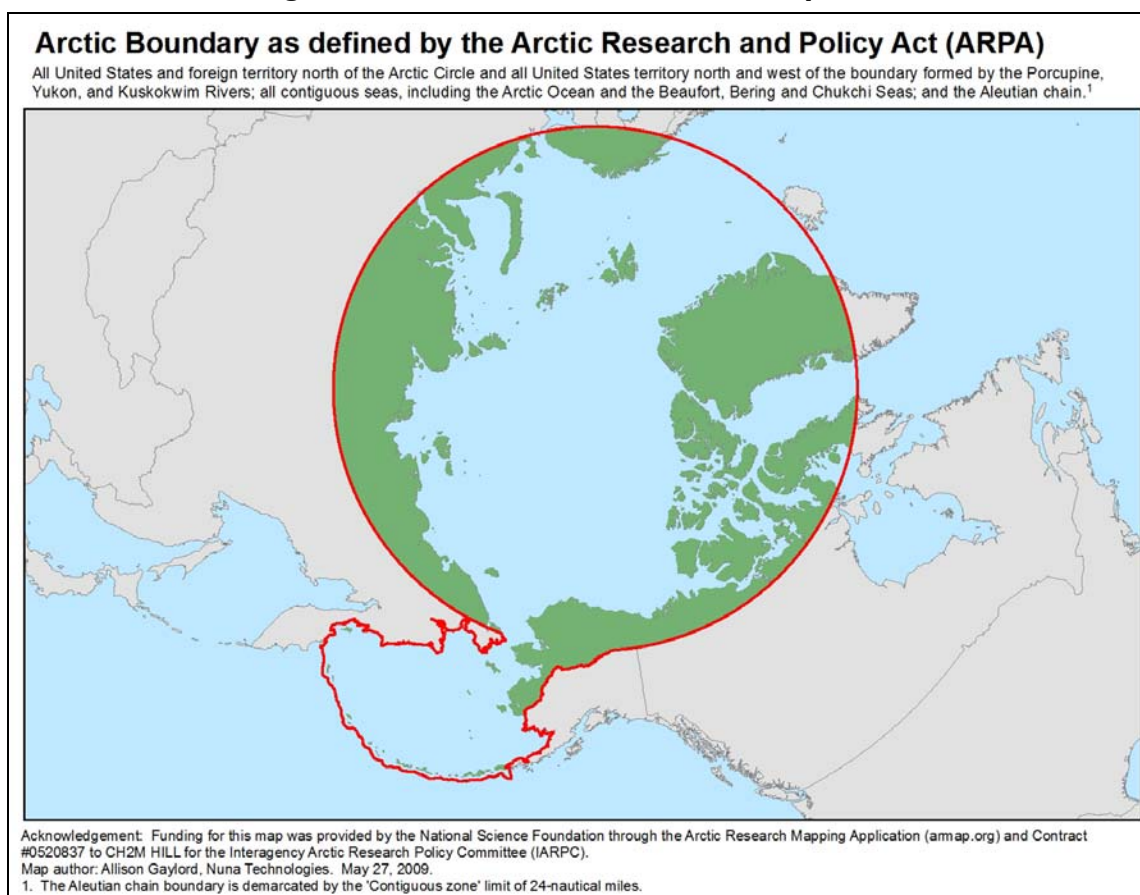 Arctic Boundary as defined by the Arctic Research and Policy Act (ARPA)
All United States and foreign territory north of the Arctic Circle and all United States territory north and west of the boundary formed by the Porcupine,
Yukon, and Kuskokwim Rivers; all contiguous seas, including the Arctic Ocean and the Beaufort, Bering and Chukchi Seas; and the Aleutian chain.1
Acknowledgement: Funding for this map was provided by the National Science Foundation through the Arctic Research Mapping Application (armap.org) and Contract
#0520837 to CH2M HILL for the Interagency Arctic Research Policy Committee (IARPC).
Map author: Allison Gaylord, Nuna Technologies. May 27, 2009.
1. The Aleutian chain boundary is demarcated by the 'Contiguous zone' limit of 24-nautical miles.